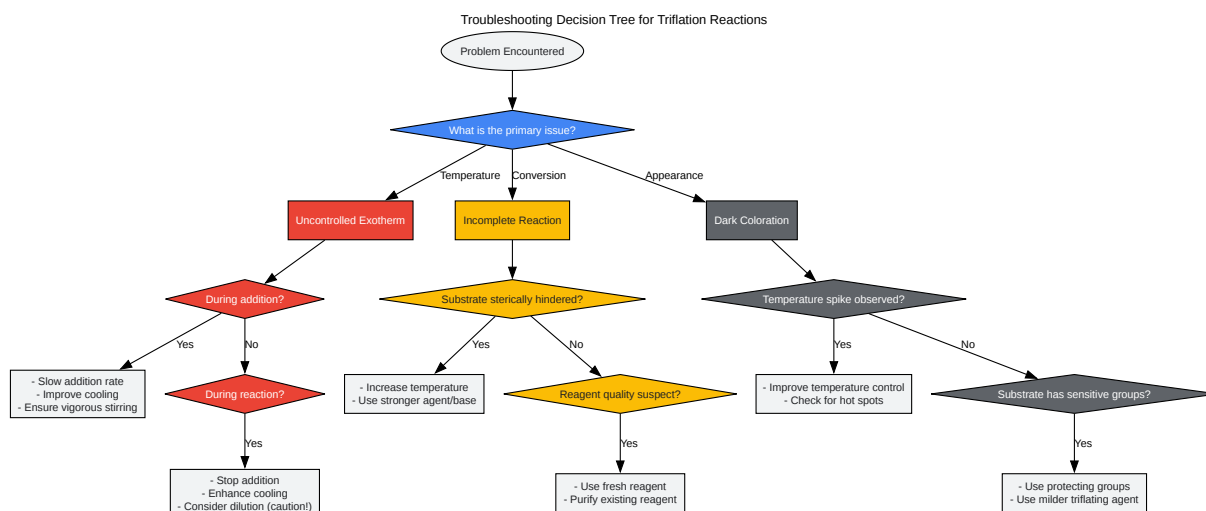 Troubleshooting Decision Tree for Triflation Reactions
Problem Encountered
What is the primary issue?
Temperature
Conversion
Appearance
Uncontrolled Exotherm
Incomplete Reaction
Dark Coloration
During addition?
Substrate sterically hindered?
Temperature spike observed?
Yes
No
Yes
No
Yes
No
- Slow addition rate
- Improve cooling
- Ensure vigorous stirring
During reaction?
- Increase temperature
- Use stronger agent/base
Reagent quality suspect?
- Improve temperature control
- Check for hot spots
Substrate has sensitive groups?
Yes
Yes
Yes
- Stop addition
- Enhance cooling
- Consider dilution (caution!)
- Use fresh reagent
- Purify existing reagent
- Use protecting groups
- Use milder triflating agent